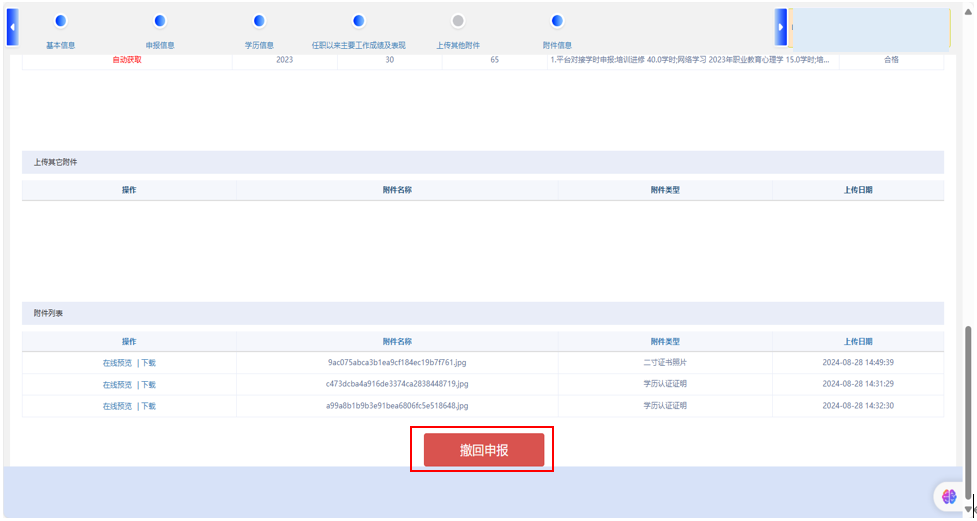 基本信息 申报信息 学历信息 任职以来主要工作成绩及表现 上传其他附件 附件信息
自动获取 2023 30 65 1.平台对接学时申报;培训进修 40.0学时;网络学习 2023年职业教育心理学 15.0学时;培... 合格
上传其它附件
操作 附件名称 附件类型 上传日期
附件列表
操作 附件名称 附件类型 上传日期
在线预览 | 下载 9ac075abca3b1ea9cf184ec19b7f761.jpg 二寸证书照片 2024-08-28 14:49:39
在线预览 | 下载 c473dcba4a916de3374ca2838448719.jpg 学历认证证明 2024-08-28 14:31:29
在线预览 | 下载 a99a8b1b9b3e91bea6806fc5e518648.jpg 学历认证证明 2024-08-28 14:32:30
撤回申报